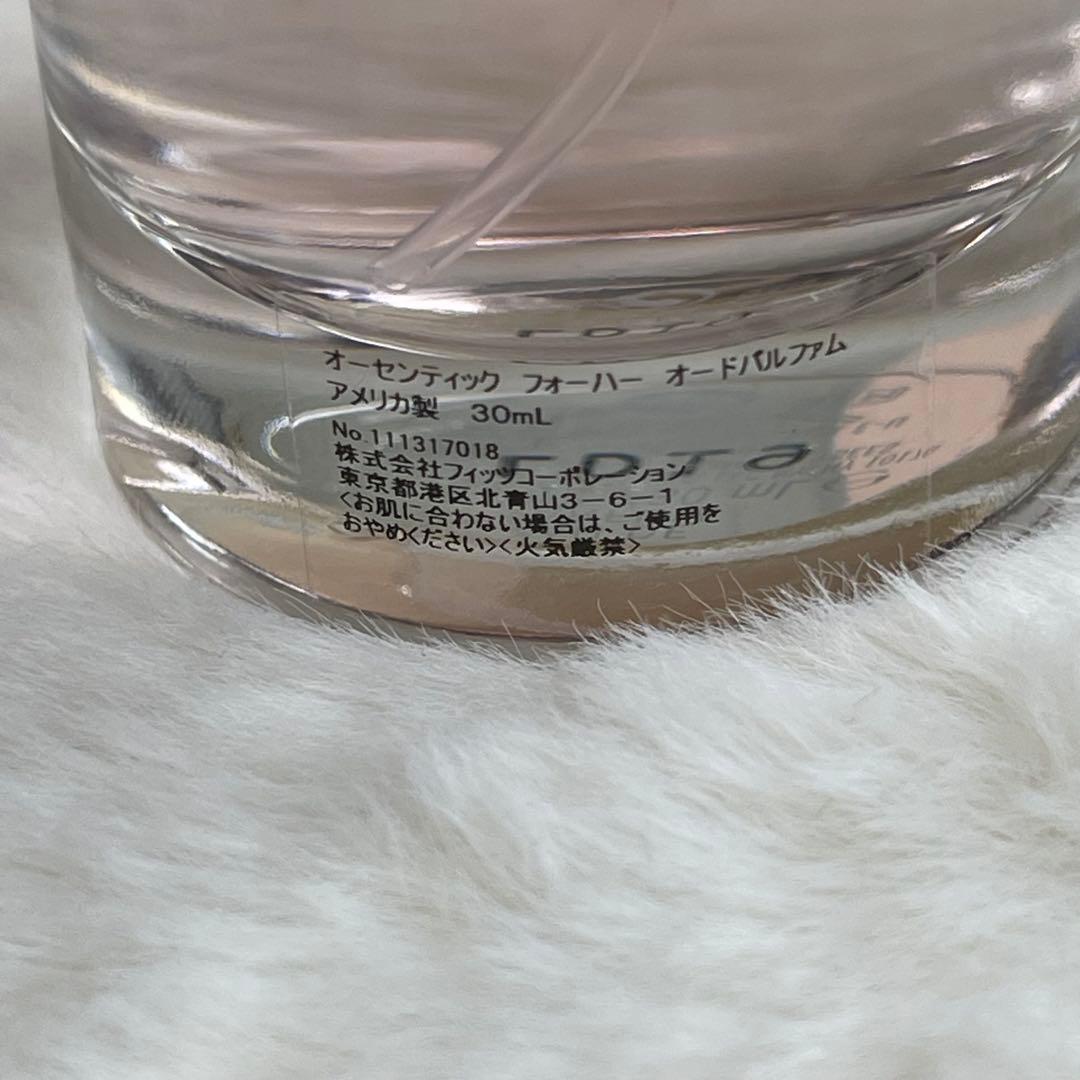 オーセンティック フォーハー オードパルファム
アメリカ製 30mL
No.111317018
株式会社フィッツコーポレーション
東京都港区北青山3-6-1
<お肌に合わない場合は、ご使用を
おやめください><火気厳禁>